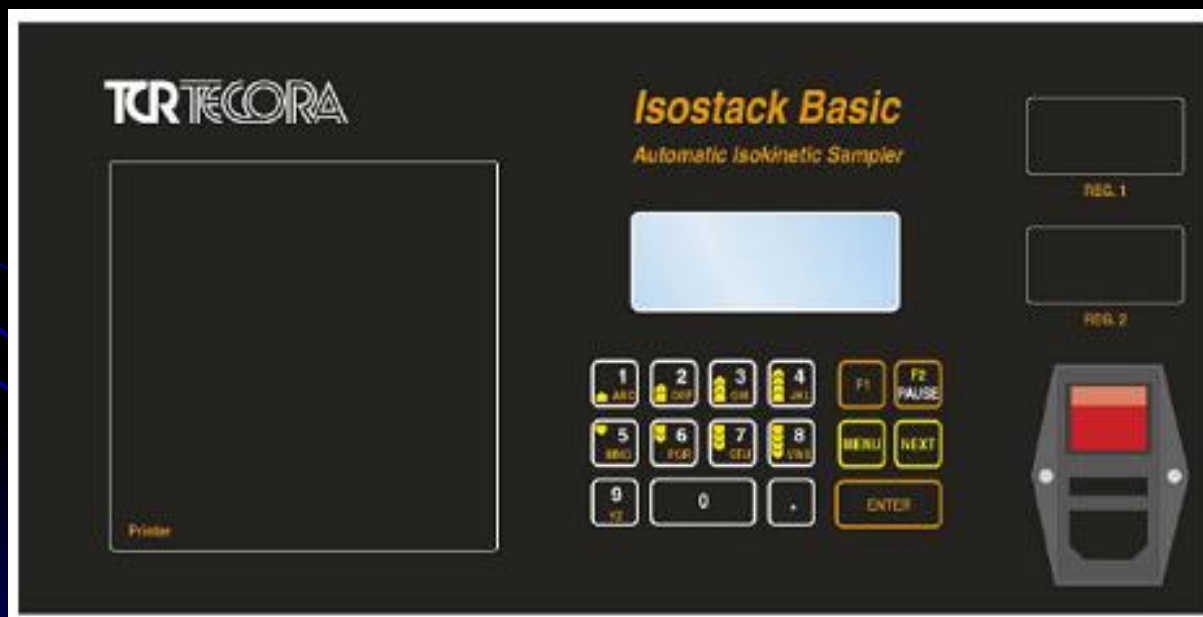 TCR TECORA
Isostack Basic
Automatic Isokinetic Sampler
REG. 1
REG. 2
Printer
1 ABC
2 DEF
3 GHI
4 JKL
F1
F2 PAUSE
5 MNO
6 PQR
7 STU
8 VWX
MENU
NEXT
9 YZ
0
.
ENTER